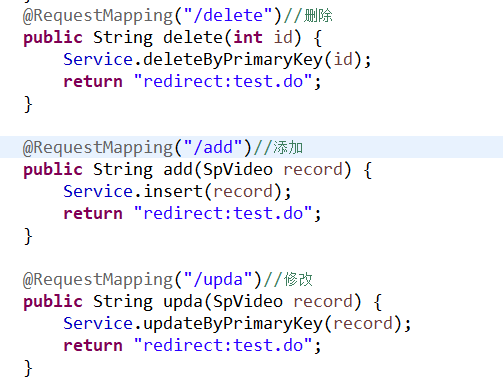 @RequestMapping("/delete")//删除
public String delete(int id) {
    Service.deleteByPrimaryKey(id);
    return "redirect:test.do";
}
@RequestMapping("/add")//添加
public String add(SpVideo record) {
    Service.insert(record);
    return "redirect:test.do";
}
@RequestMapping("/upda")//修改
public String upda(SpVideo record) {
    Service.updateByPrimaryKey(record);
    return "redirect:test.do";
}